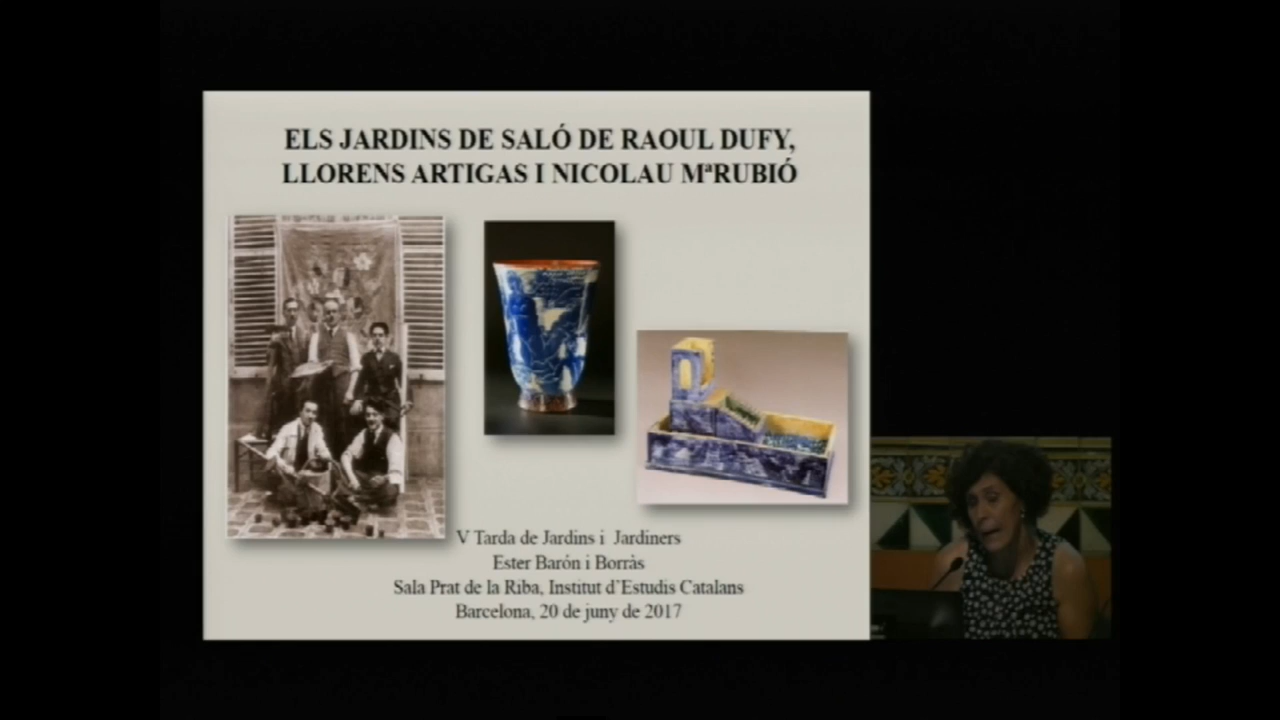 ELS JARDINS DE SALÓ DE RAOUL DUFY,
LLORENS ARTIGAS I NICOLAU MªRUBIÓ
V Tarda de Jardins i Jardiners
Ester Barón i Borràs
Sala Prat de la Riba, Institut d'Estudis Catalans
Barcelona, 20 de juny de 2017